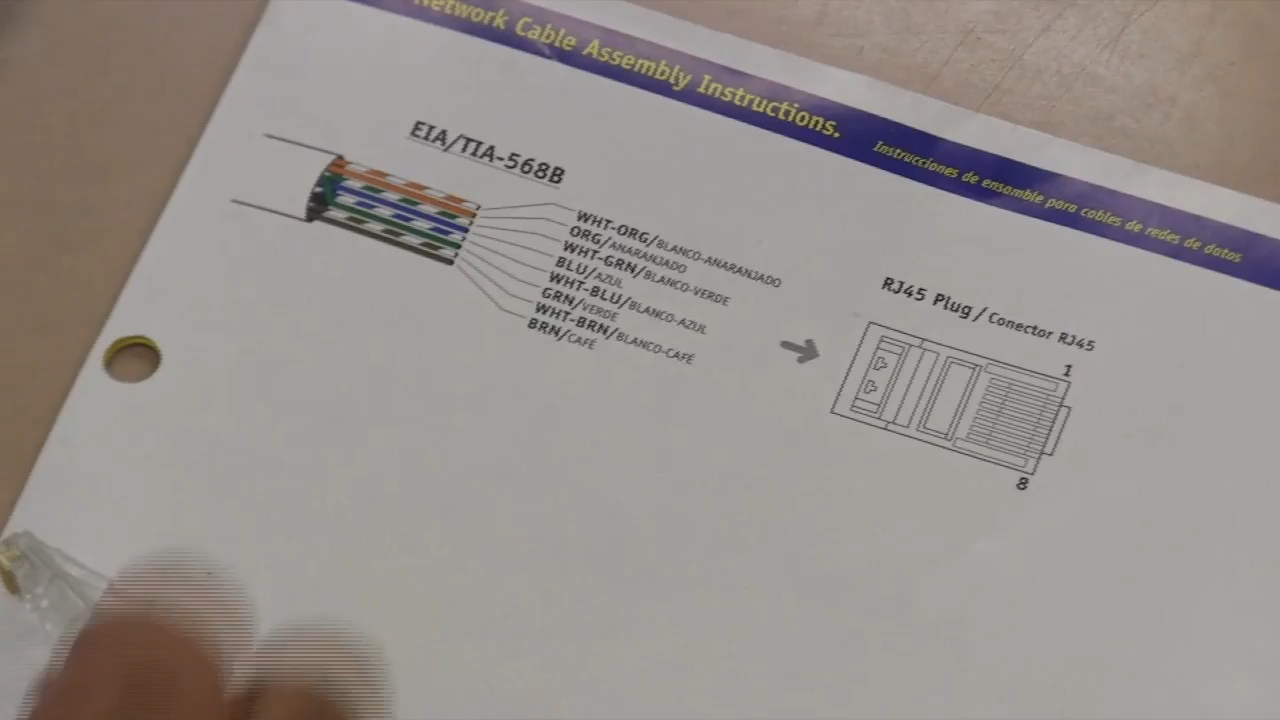 Network Cable Assembly Instructions.
Instrucciones de ensamble para cables de redes de datos
EIA/TIA-568B
WHT-ORG/BLANCO-ANARANJADO
ORG/ANARANJADO
WHT-GRN/BLANCO-VERDE
BLU/AZUL
WHT-BLU/BLANCO-AZUL
GRN/VERDE
WHT-BRN/BLANCO-CAFÉ
BRN/CAFÉ
RJ45 Plug / Conector RJ45
1
8